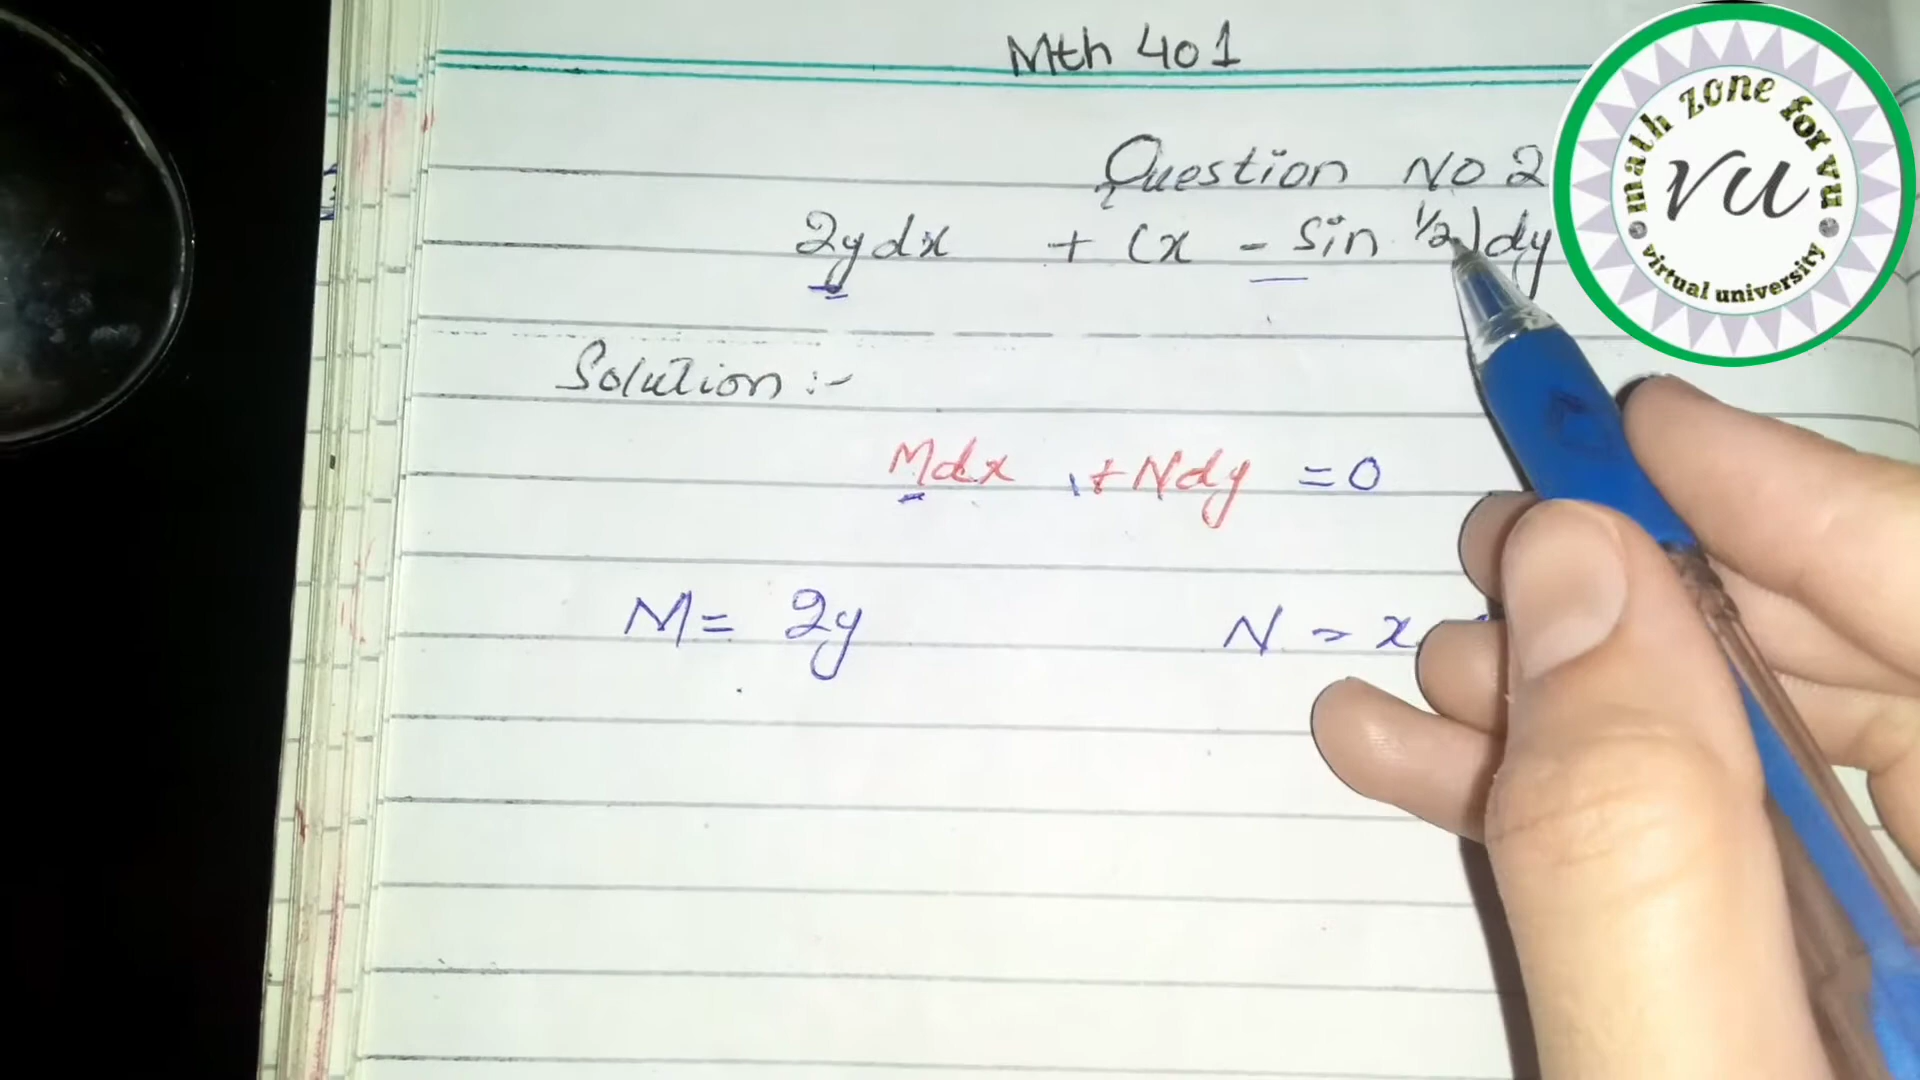 Mth 401
Question No 2
2ydx + (x - Sin 1/2)dy
Solution :-
Mdx + Ndy = 0
M = 2y N = x
math zone for vu
vu
virtual university